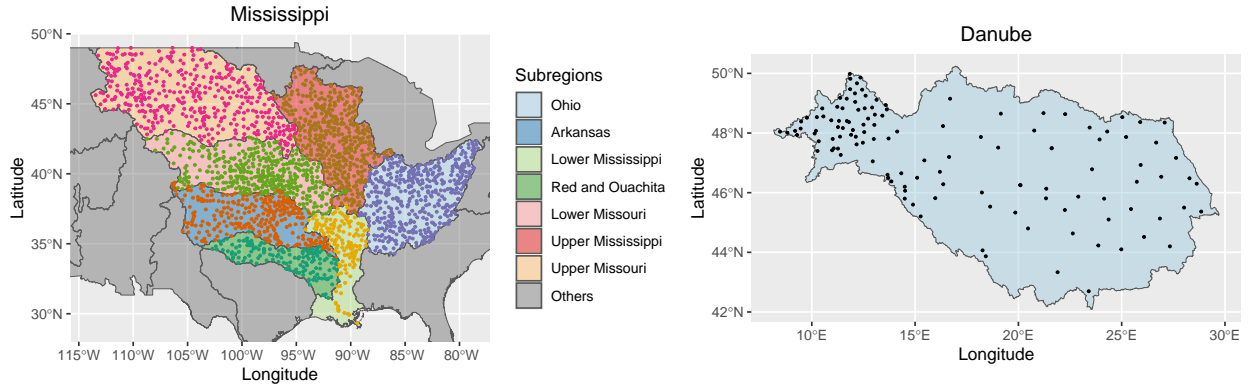 Mississippi
50°N
45°N
40°N
35°N
30°N
Latitude
115°W
110°W
105°W
100°W
95°W
90°W
85°W
80°W
Longitude
Subregions
Ohio
Arkansas
Lower Mississippi
Red and Ouachita
Lower Missouri
Upper Mississippi
Upper Missouri
Others
Danube
50°N
48°N
46°N
44°N
42°N
Latitude
10°E
15°E
20°E
25°E
30°E
Longitude